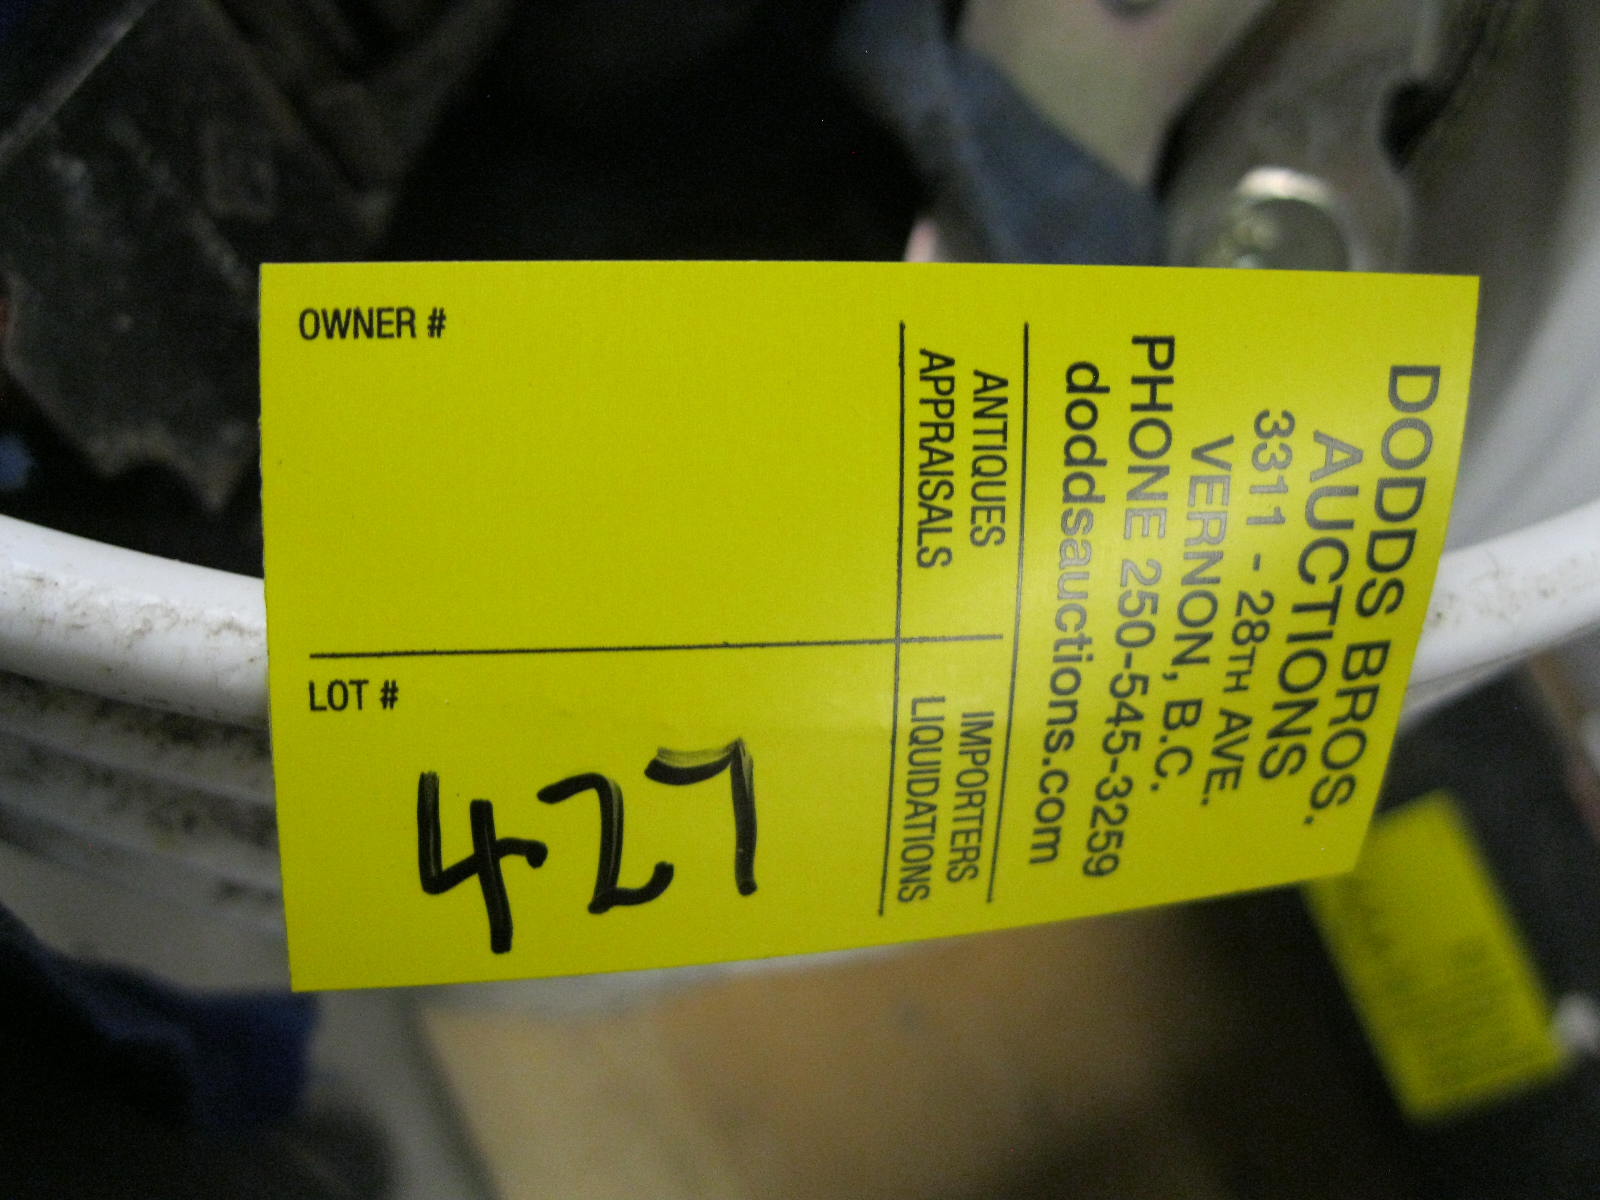 DODDS BROS.
AUCTIONS
3311 - 28TH AVE.
VERNON, B.C.
PHONE 250-545-3259
doddsauctions.com
ANTIQUES
APPRAISALS
IMPORTERS
LIQUIDATIONS
OWNER #
LOT #
427